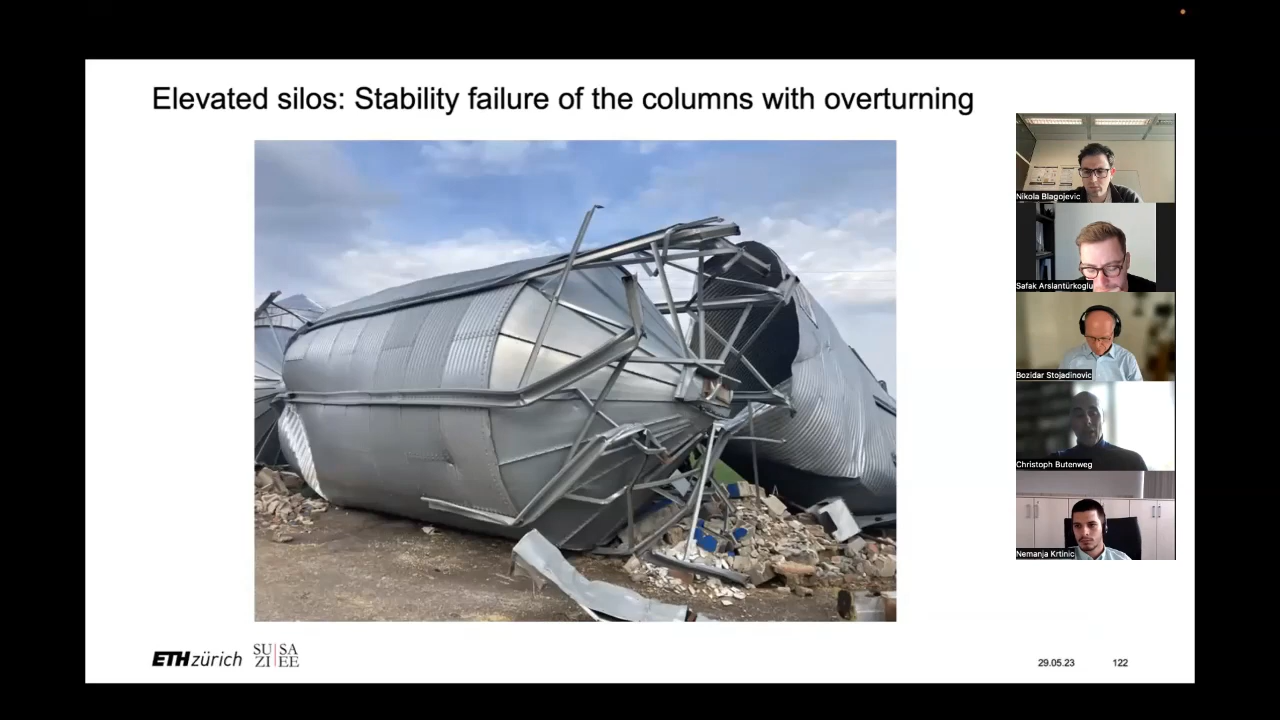 Elevated silos: Stability failure of the columns with overturning
Nikola Blagojevic
Safak Arslantürkoglu
Bozidar Stojadinovic
Christoph Butenweg
Nemanja Krtinic
ETH zürich
SU|SA
ZI|EE
29.05.23
122